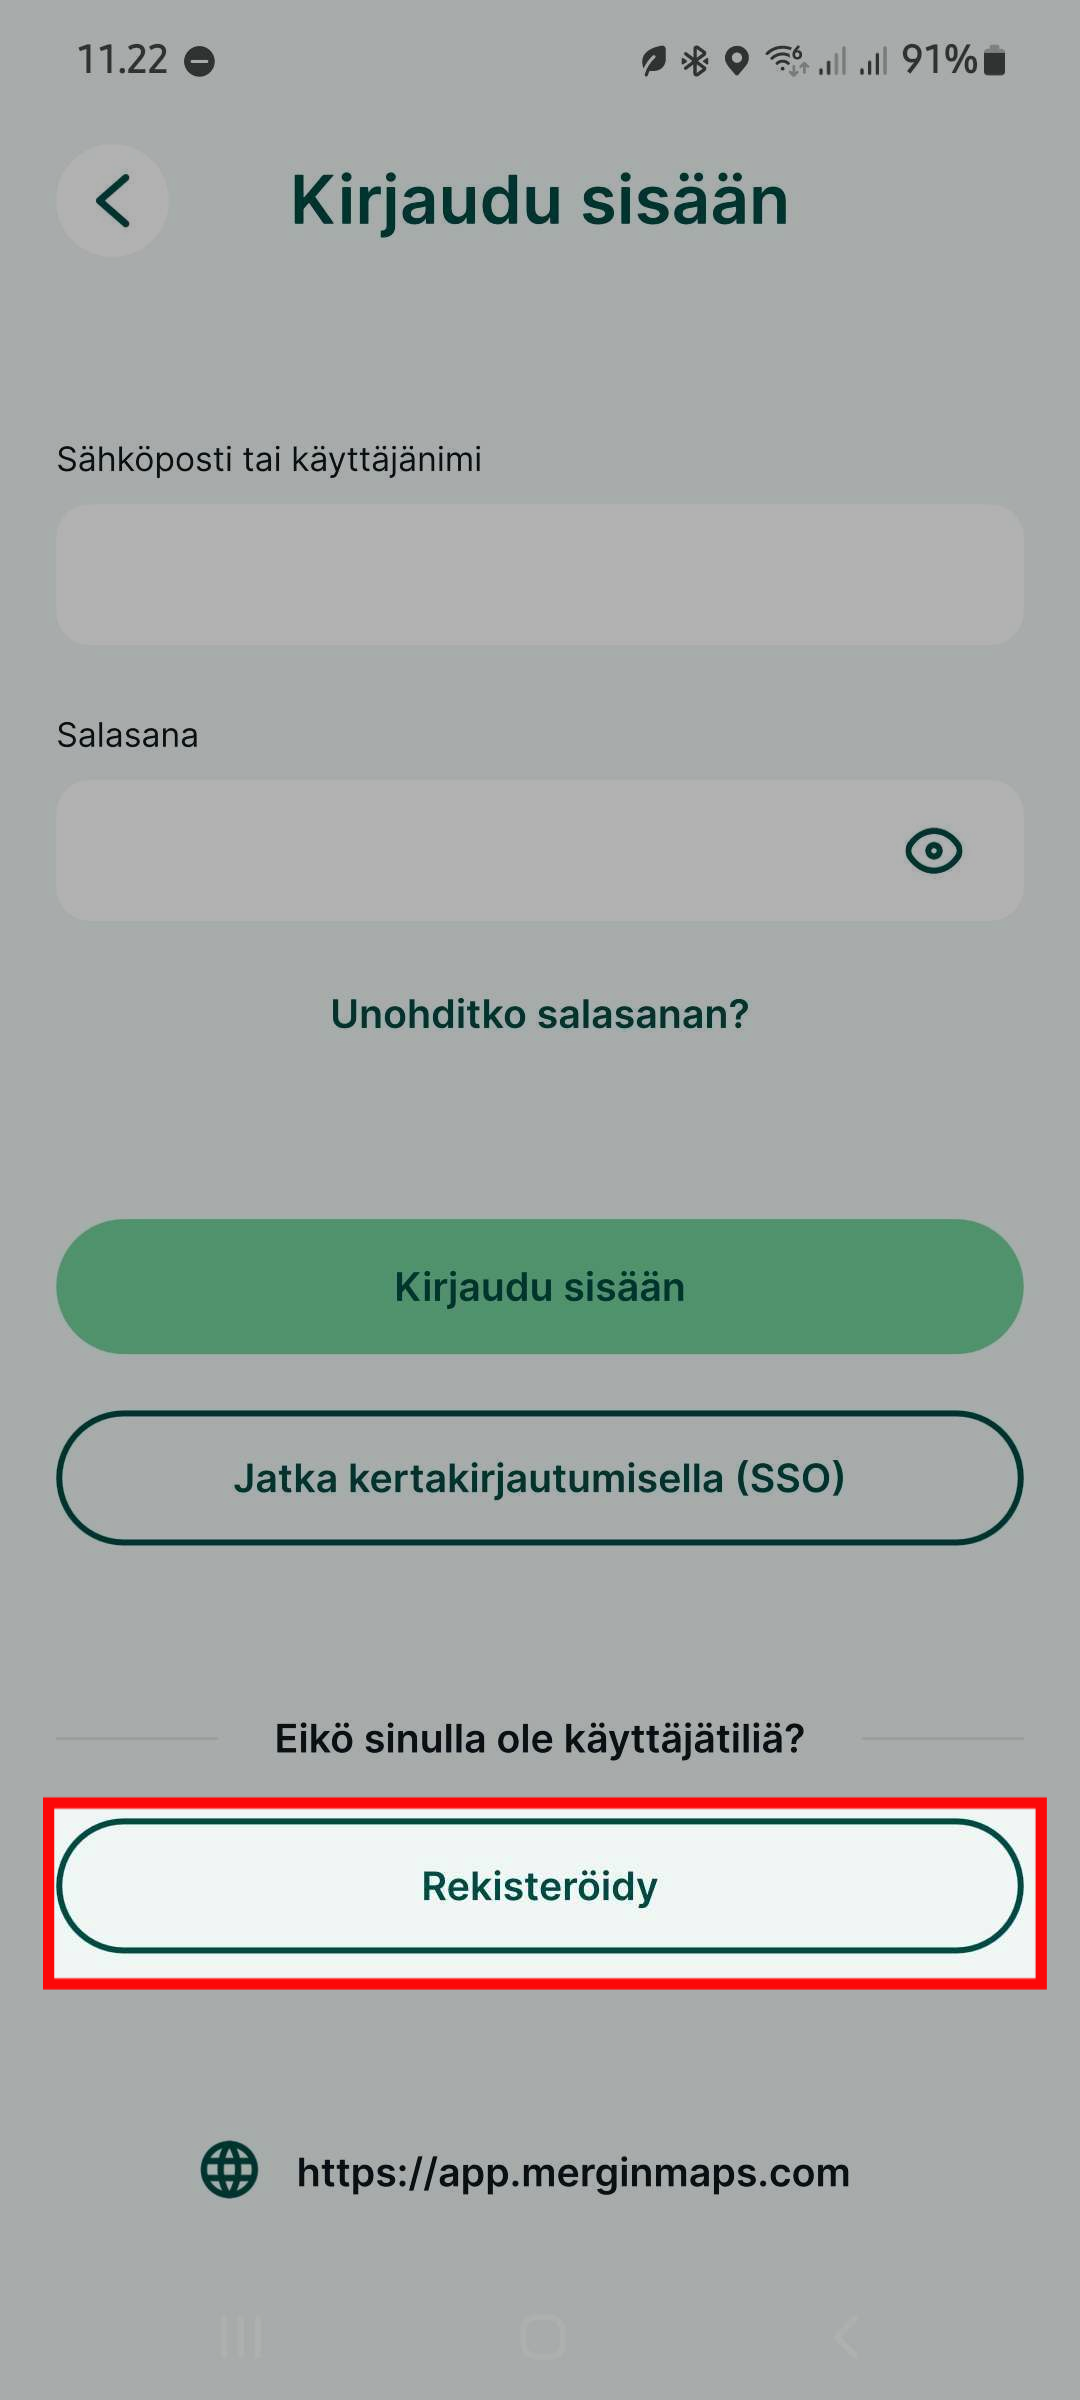 11.22
91%
Kirjaudu sisään
Sähköposti tai käyttäjänimi
Salasana
Unohditko salasanan?
Kirjaudu sisään
Jatka kertakirjautumisella (SSO)
Eikö sinulla ole käyttäjätiliä?
Rekisteröidy
https://app.merginmaps.com